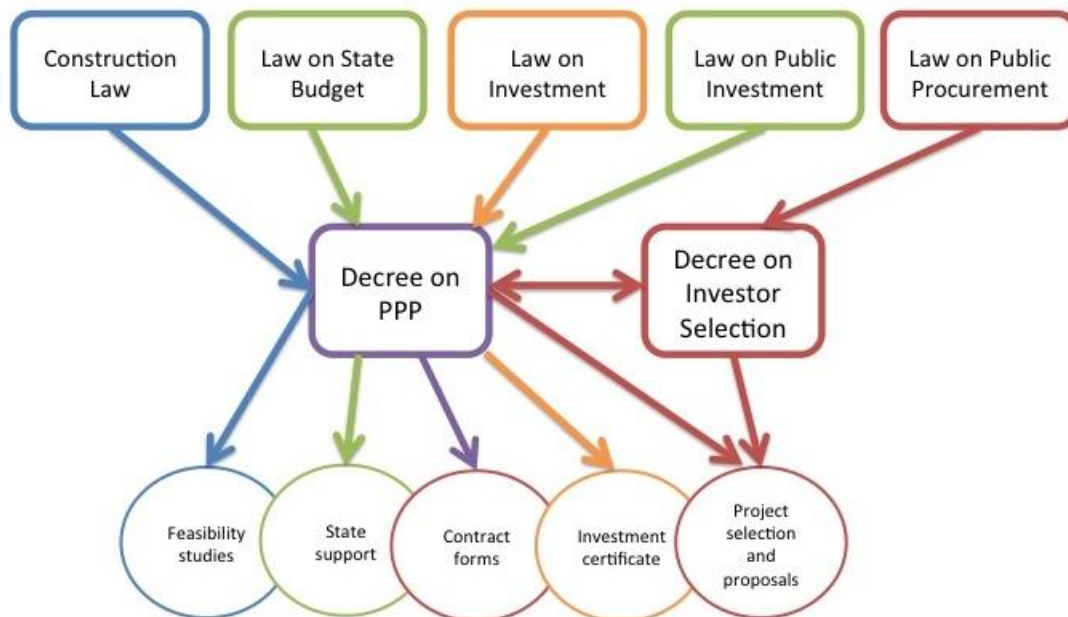 Construction
Law
Law on State
Budget
Law on
Investment
Law on Public
Investment
Law on Public
Procurement
Decree on
PPP
Decree on
Investor
Selection
Feasibility
studies
State
support
Contract
forms
Investment
certificate
Project
selection
and
proposals